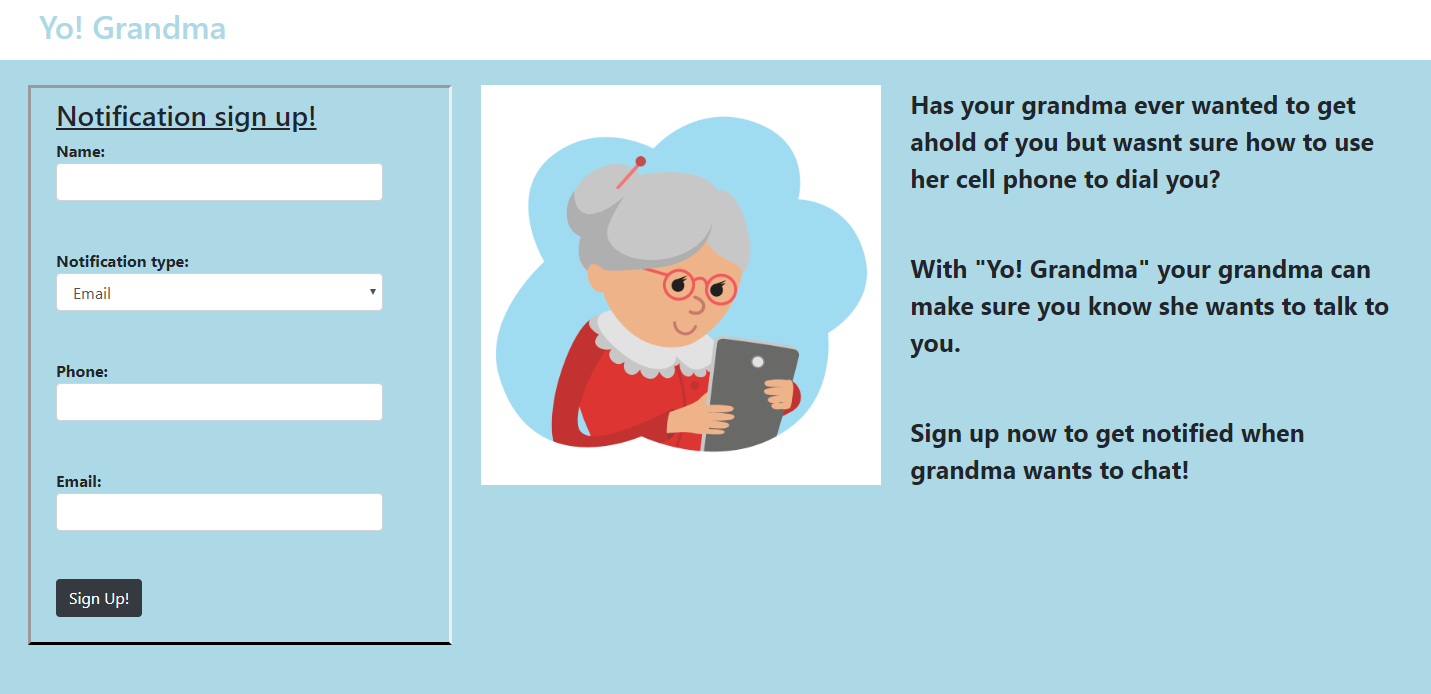 Yo! Grandma
Notification sign up!
Name:
Notification type:
Email
Phone:
Email:
Sign Up!
Has your grandma ever wanted to get
ahold of you but wasnt sure how to use
her cell phone to dial you?
With "Yo! Grandma" your grandma can
make sure you know she wants to talk to
you.
Sign up now to get notified when
grandma wants to chat!